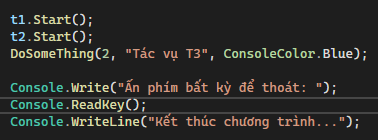 t1.Start();
t2.Start();
DoSomething(2, "Tác vụ T3", ConsoleColor.Blue);
Console.Write("Ấn phím bất kỳ để thoát: ");
Console.ReadKey();
Console.WriteLine("Kết thúc chương trình...");